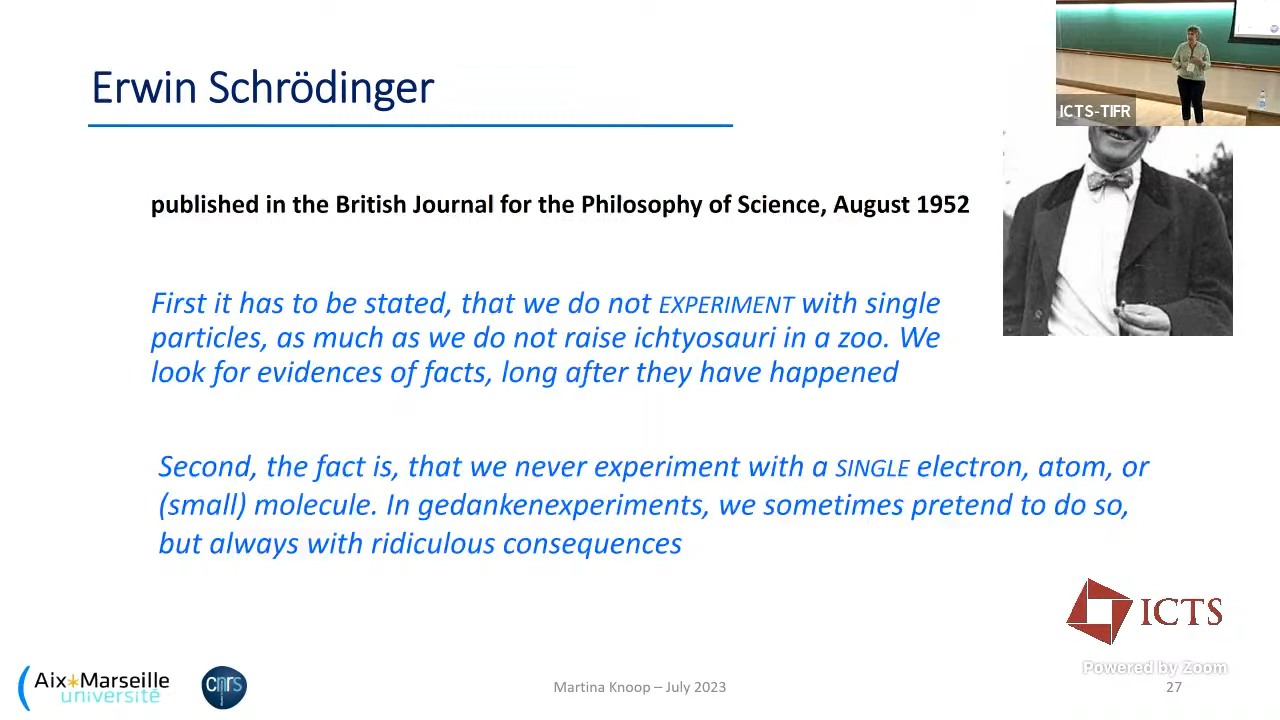 Erwin Schrödinger
ICTS-TIFR
published in the British Journal for the Philosophy of Science, August 1952
First it has to be stated, that we do not EXPERIMENT with single
particles, as much as we do not raise ichtyosauri in a zoo. We
look for evidences of facts, long after they have happened
Second, the fact is, that we never experiment with a SINGLE electron, atom, or
(small) molecule. In gedankenexperiments, we sometimes pretend to do so,
but always with ridiculous consequences
ICTS
Powered by Zoom
Aix*Marseille
université
cnrs
Martina Knoop – July 2023
27